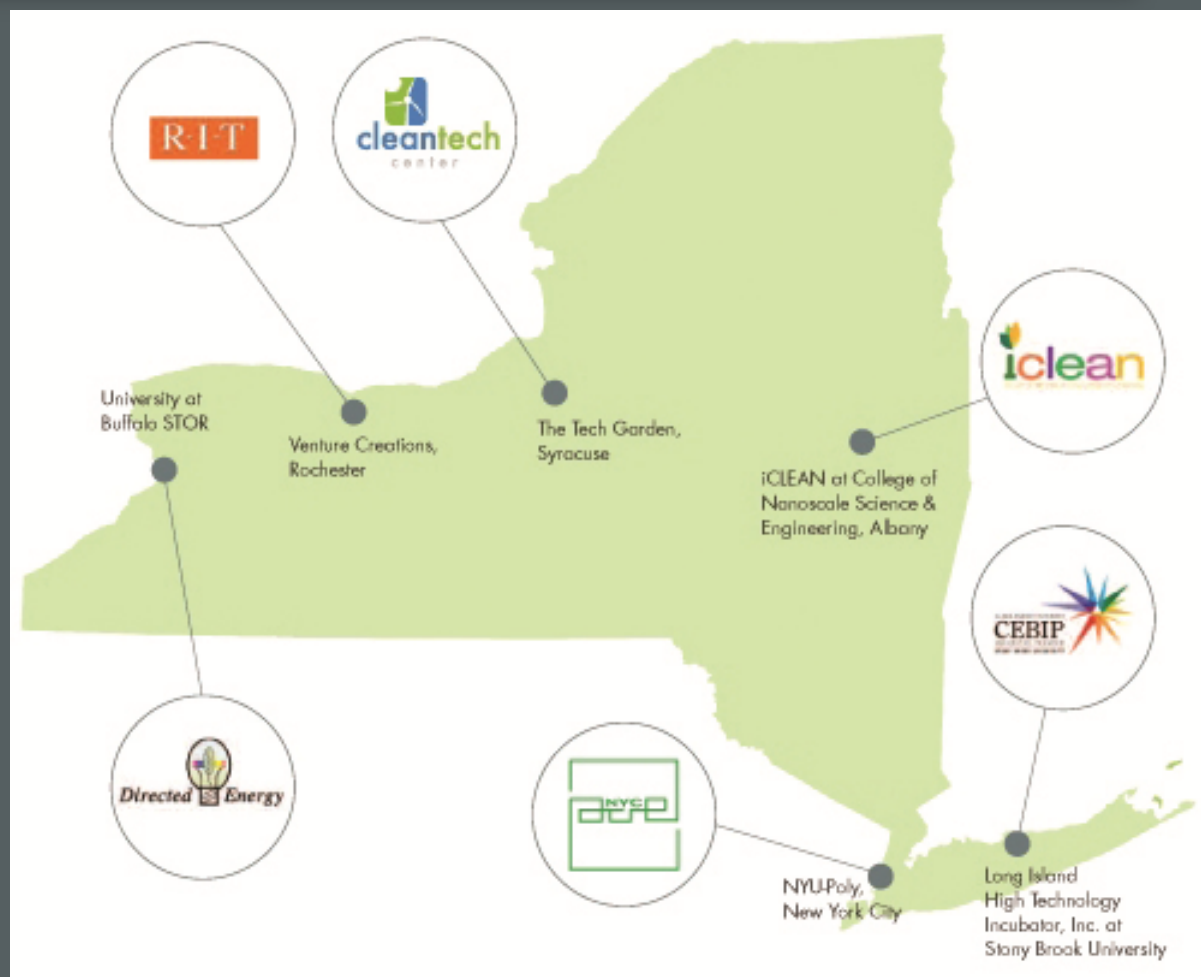 R·I·T
cleantech
center
iclean
University at
Buffalo STOR
Venture Creations,
Rochester
The Tech Garden,
Syracuse
iCLEAN at College of
Nanoscale Science &
Engineering, Albany
CEBIP
Directed Energy
NYC
NYU-Poly,
New York City
Long Island
High Technology
Incubator, Inc. at
Stony Brook University